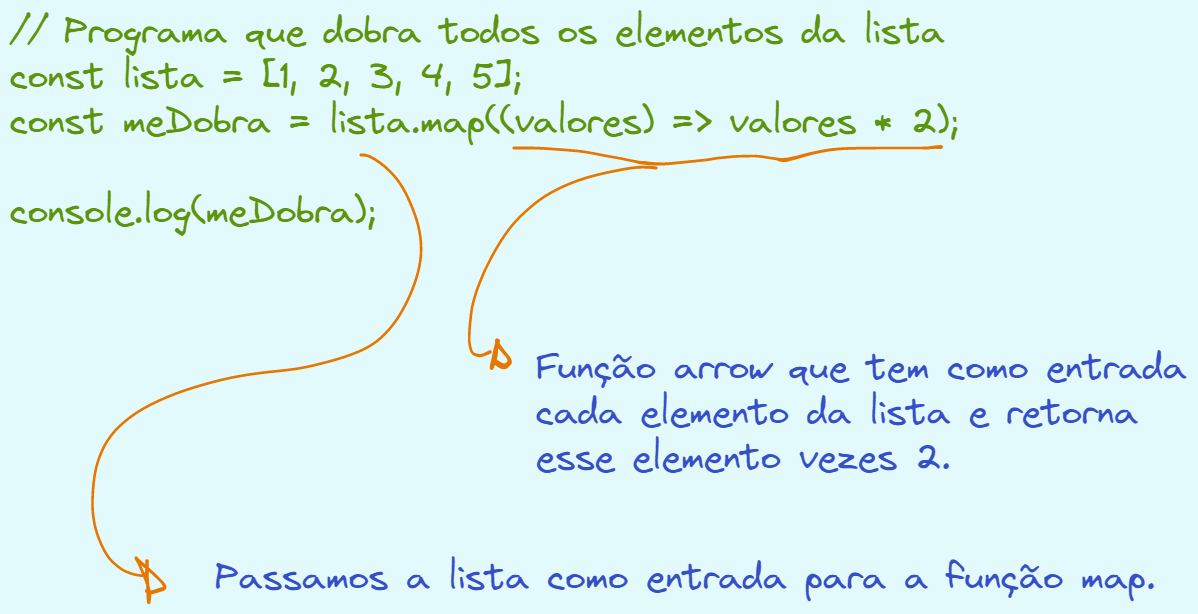 // Programa que dobra todos os elementos da lista
const lista = [1, 2, 3, 4, 5];
const meDobra = lista.map((valores) => valores * 2);
console.log(meDobra);
Função arrow que tem como entrada
cada elemento da lista e retorna
esse elemento vezes 2.
Passamos a lista como entrada para a função map.